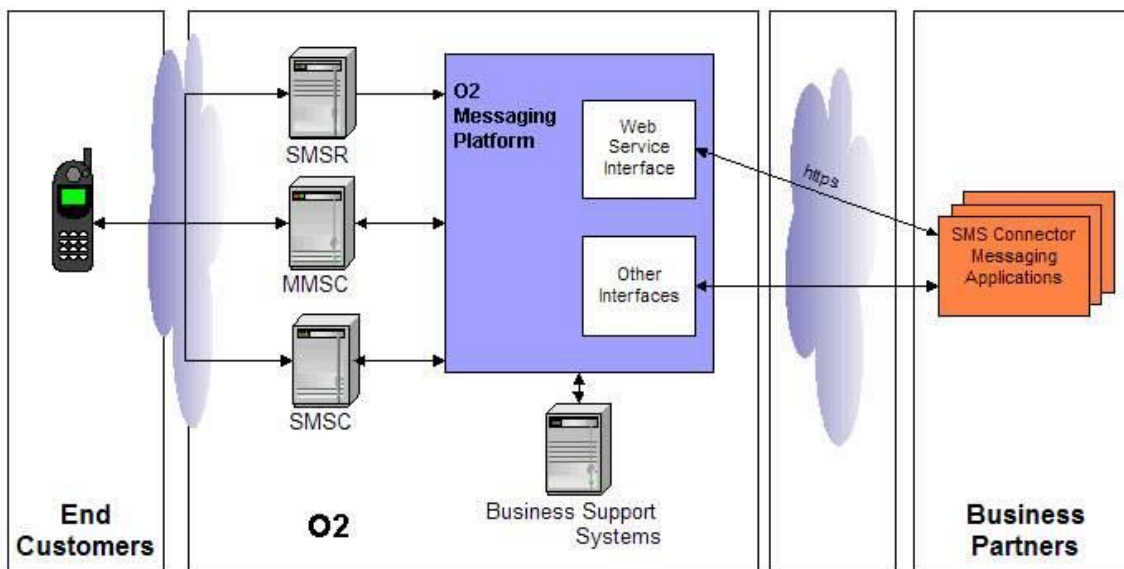 SMSR
MMSC
SMSC
O2
Messaging
Platform
Web
Service
Interface
Other
Interfaces
https
SMS Connector
Messaging
Applications
Business Support
Systems
End
Customers
O2
Business
Partners